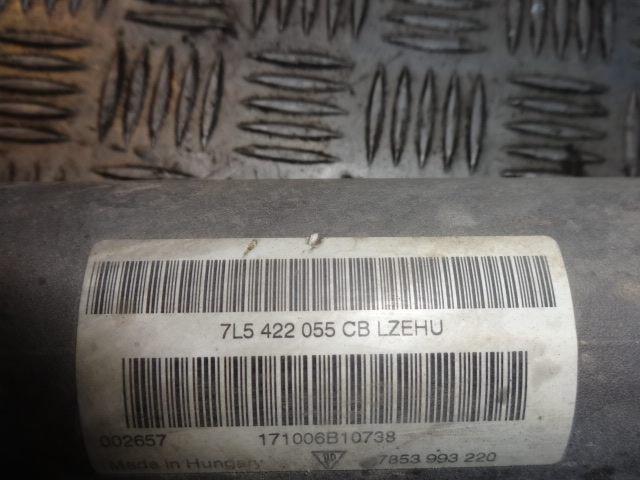 7L5 422 055 CB LZEHU
002657 171006B10738
Made in Hungary 7853 993 220